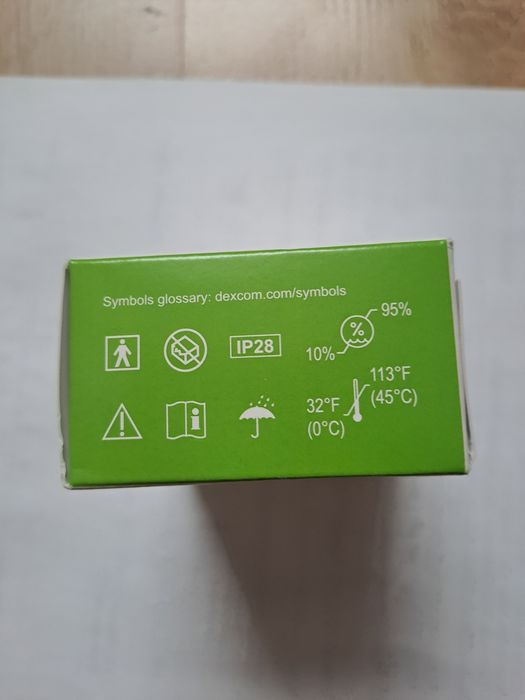 Symbols glossary: dexcom.com/symbols
IP28
%
95%
10%
113°F
(45°C)
32°F
(0°C)
i